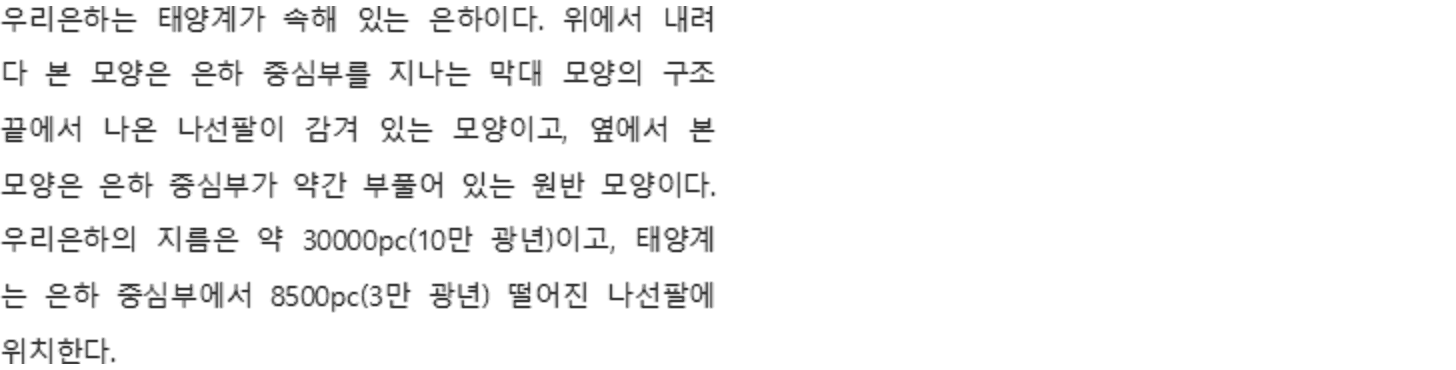 우리은하는 태양계가 속해 있는 은하이다. 위에서 내려
다 본 모양은 은하 중심부를 지나는 막대 모양의 구조
끝에서 나온 나선팔이 감겨 있는 모양이고, 옆에서 본
모양은 은하 중심부가 약간 부풀어 있는 원반 모양이다.
우리은하의 지름은 약 30000pc(10만 광년)이고, 태양계
는 은하 중심부에서 8500pc(3만 광년) 떨어진 나선팔에
위치한다.